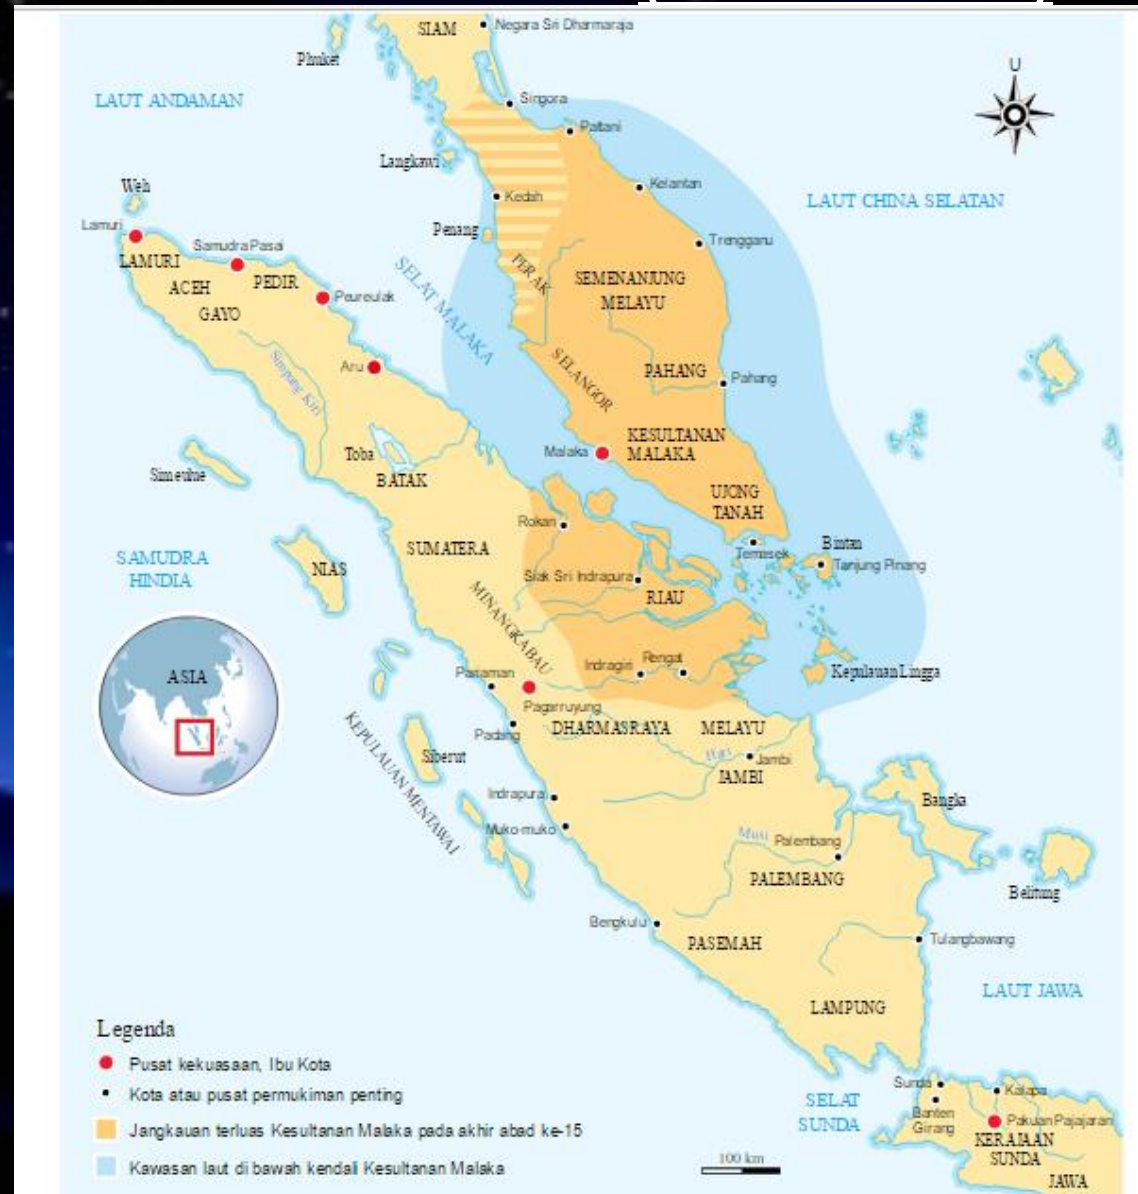 SIAM
Negara Sri Dharmaraja
Phuket
U
LAUT ANDAMAN
Singora
Pattani
Langkawi
Kedah
Kelantan
LAUT CHINA SELATAN
Weh
Lamuri
Penang
Trengganu
Samudra Pasai
LAMURI
PERAK
SELAT MALAKA
ACEH
PEDIR
SEMENANJUNG
MELAYU
Peureulak
GAYO
Simpang Kiri
Aru
SELANGOR
PAHANG
Pahang
KESULTANAN
MALAKA
Malaka
Toba
BATAK
Simeulue
UJONG
TANAH
Rokan
Temasek
Bintan
Tanjung Pinang
SUMATERA
SAMUDRA
HINDIA
NIAS
Siak Sri Indrapura
RIAU
MINANGKABAU
ASIA
Indragiri
Rengat
Kepulauan Lingga
Pariaman
Pagarruyung
DHARMASRAYA
MELAYU
Padang
Hari
Jambi
JAMBI
KEPULAUAN MENTAWAI
Siberut
Indrapura
Bangka
Muko-muko
Musi
Palembang
PALEMBANG
Belitung
Bengkulu
PASEMAH
Tulangbawang
LAUT JAWA
LAMPUNG
Legenda
Pusat kekuasaan, Ibu Kota
Kota atau pusat permukiman penting
Jangkauan terluas Kesultanan Malaka pada akhir abad ke-15
Kawasan laut di bawah kendali Kesultanan Malaka
100 km
SELAT
SUNDA
Sunda
Kalapa
Banten
Girang
Pakuan Pajajaran
KERAJAAN
SUNDA
JAWA